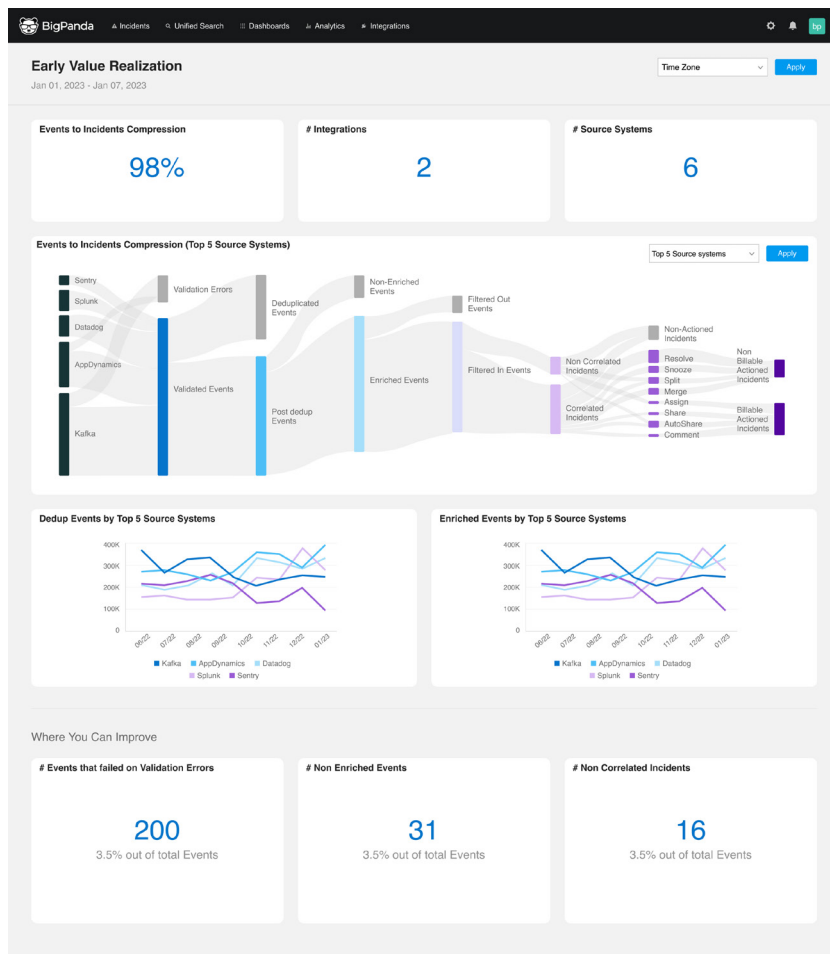 BigPanda Incidents Unified Search Dashboards Analytics Integrations bp
Early Value Realization
Jan 01, 2023 - Jan 07, 2023
Time Zone
Apply
Events to Incidents Compression
98%
# Integrations
2
# Source Systems
6
Events to Incidents Compression (Top 5 Source Systems)
Top 5 Source systems
Apply
Sentry
Splunk
Datadog
AppDynamics
Kafka
Validation Errors
Validated Events
Deduplicated
Events
Post dedup
Events
Non-Enriched
Events
Enriched Events
Filtered Out
Events
Filtered In Events
Non Correlated
Incidents
Correlated
Incidents
Non-Actioned
Incidents
Resolve
Snooze
Split
Merge
Assign
Share
AutoShare
Comment
Non
Billable
Actioned
Incidents
Billable
Actioned
Incidents
Dedup Events by Top 5 Source Systems
400K
300K
200K
100K
0
06/22 07/22 08/22 09/22 10/22 11/22 12/22 01/23
Kafka AppDynamics Datadog
Splunk Sentry
Enriched Events by Top 5 Source Systems
400K
300K
200K
100K
0
06/22 07/22 08/22 09/22 10/22 11/22 12/22 01/23
Kafka AppDynamics Datadog
Splunk Sentry
Where You Can Improve
# Events that failed on Validation Errors
200
3.5% out of total Events
# Non Enriched Events
31
3.5% out of total Events
# Non Correlated Incidents
16
3.5% out of total Events